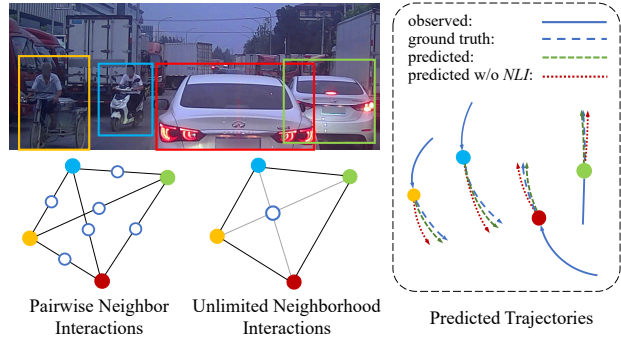 observed:
ground truth:
predicted:
predicted w/o NLI:
Pairwise Neighbor
Interactions
Unlimited Neighborhood
Interactions
Predicted Trajectories